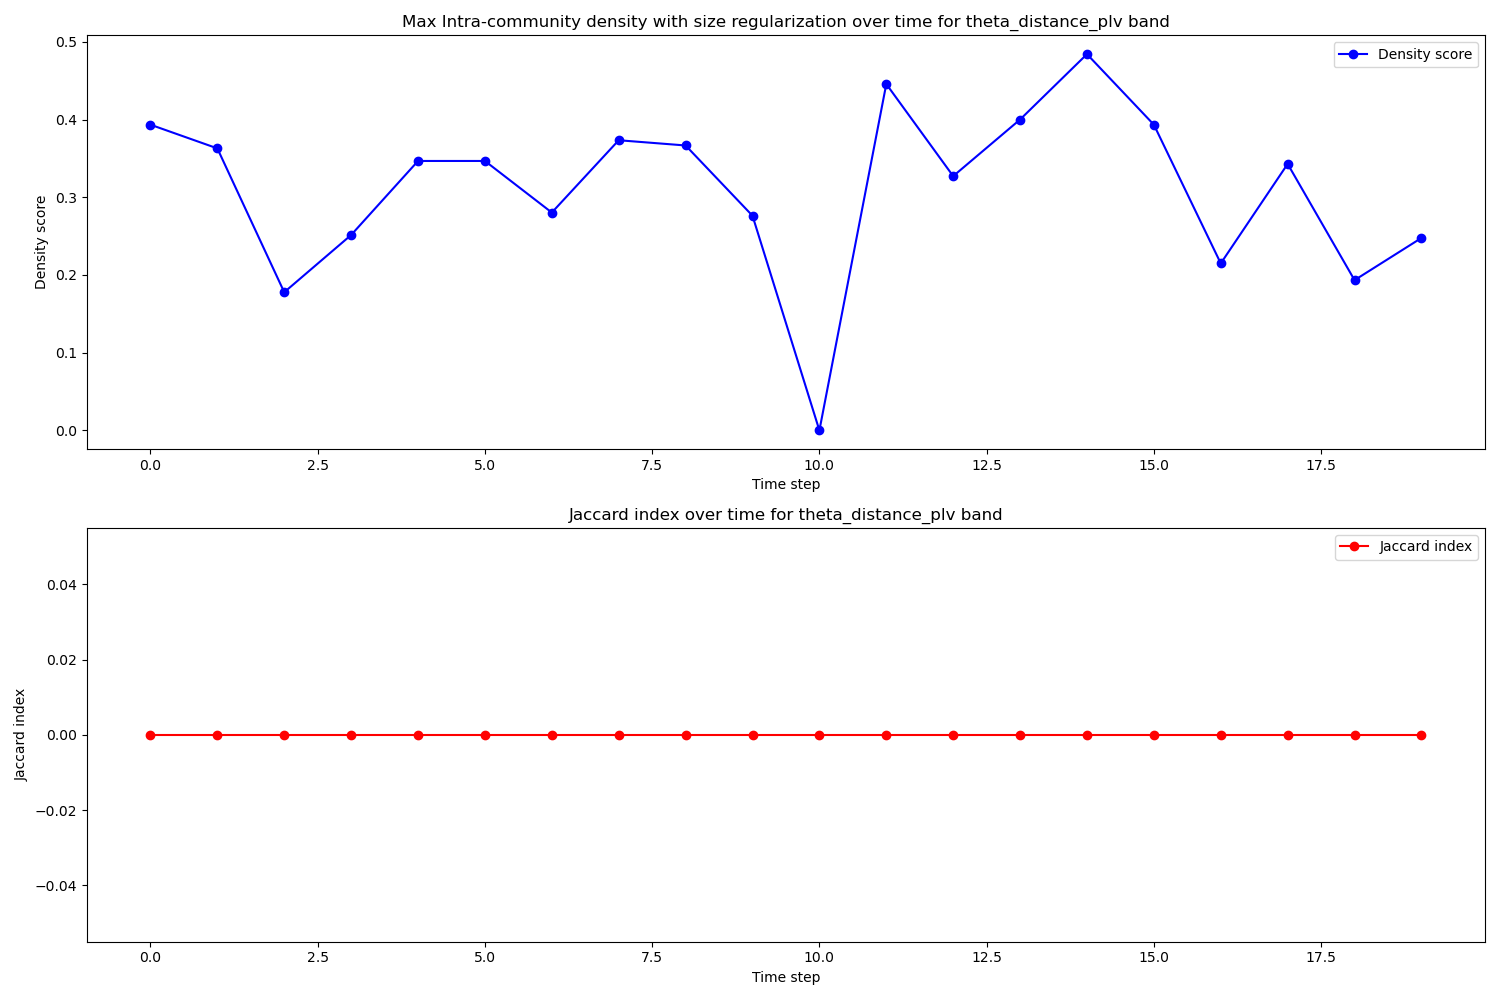 Max Intra-community density with size regularization over time for theta_distance_plv band
Density score
0.5
0.4
0.3
0.2
0.1
0.0
Density score
0.0 2.5 5.0 7.5 10.0 12.5 15.0 17.5
Time step
Jaccard index over time for theta_distance_plv band
Jaccard index
0.04
0.02
0.00
−0.02
−0.04
Jaccard index
0.0 2.5 5.0 7.5 10.0 12.5 15.0 17.5
Time step